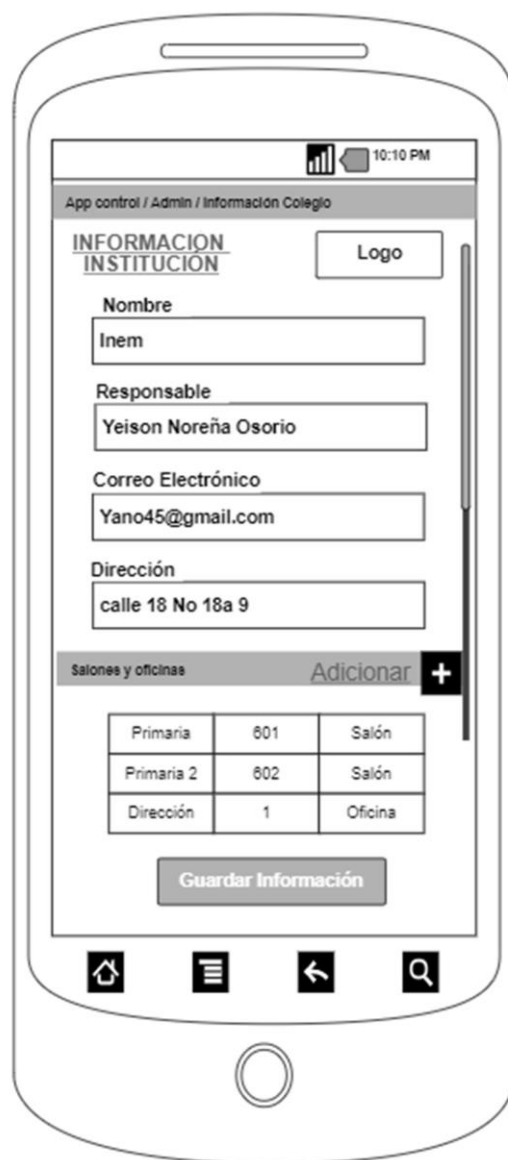 10:10 PM
App control / Admin / Información Colegio
INFORMACION
INSTITUCIÓN
Logo
Nombre
Inem
Responsable
Yeison Noreña Osorio
Correo Electrónico
Yano45@gmail.com
Dirección
calle 18 No 18a 9
Salones y oficinas
Adicionar +
Primaria 601 Salón
Primaria 2 602 Salón
Dirección 1 Oficina
Guardar Información